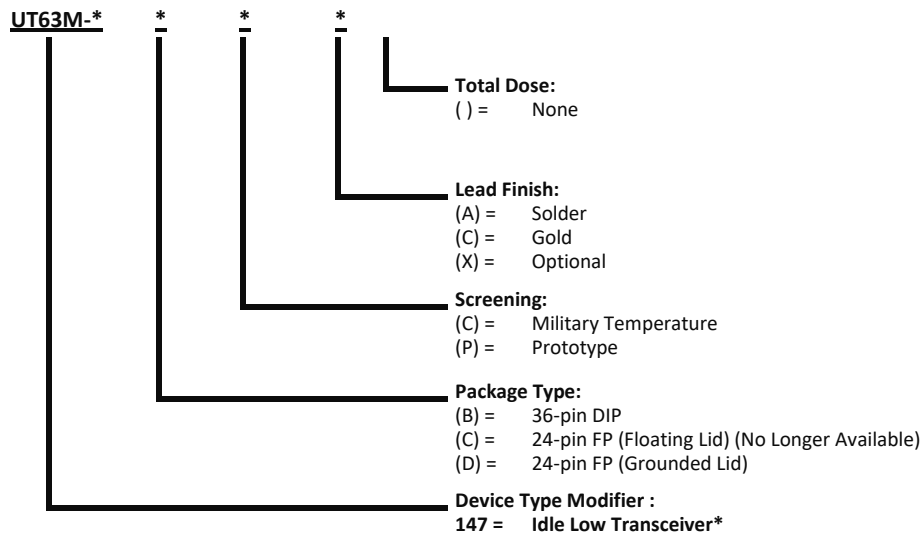 UT63M-* * * *
Total Dose:
( ) = None
Lead Finish:
(A) = Solder
(C) = Gold
(X) = Optional
Screening:
(C) = Military Temperature
(P) = Prototype
Package Type:
(B) = 36-pin DIP
(C) = 24-pin FP (Floating Lid) (No Longer Available)
(D) = 24-pin FP (Grounded Lid)
Device Type Modifier :
147 = Idle Low Transceiver*